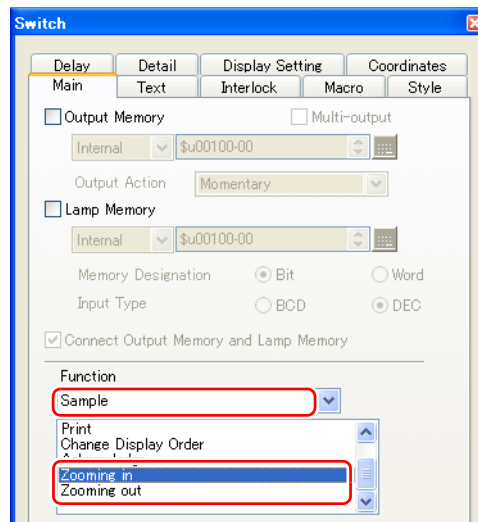 Switch
Delay Detail Display Setting Coordinates
Main Text Interlock Macro Style
Output Memory Multi-output
Internal $u00100-00
Output Action Momentary
Lamp Memory
Internal $u00100-00
Memory Designation Bit Word
Input Type BCD DEC
Connect Output Memory and Lamp Memory
Function
Sample
Print
Change Display Order
Zooming in
Zooming out